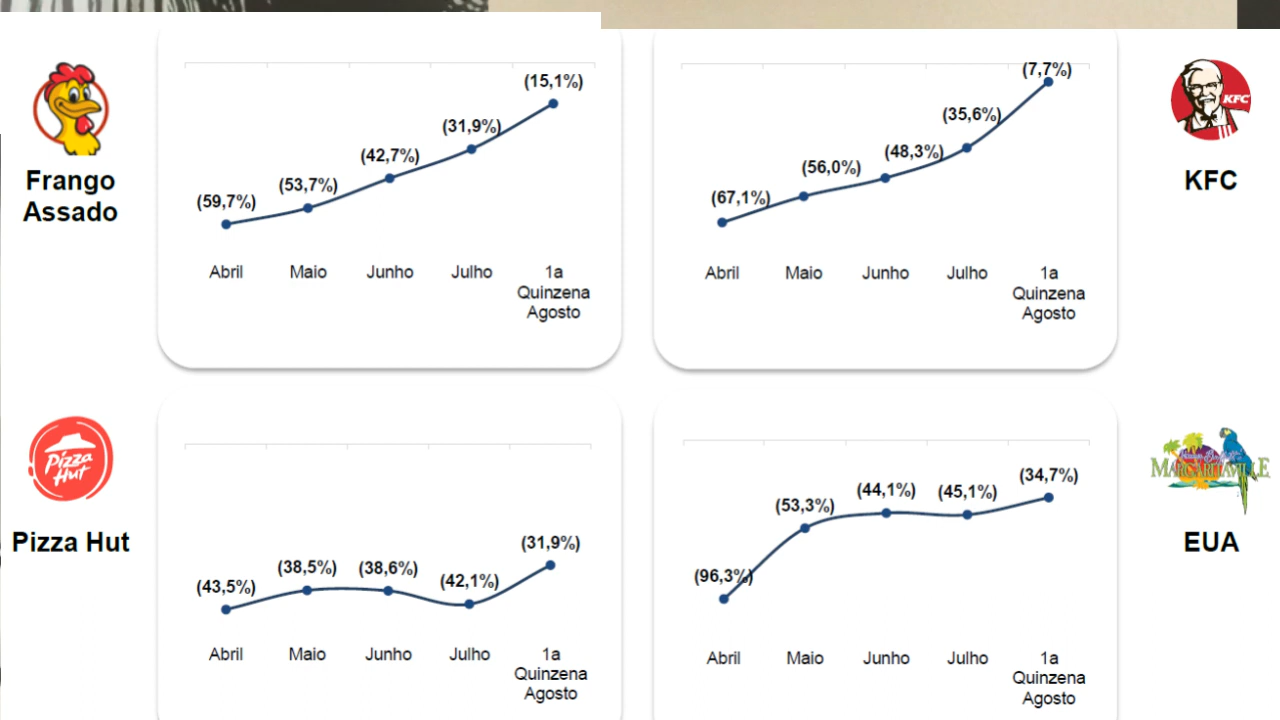 Frango
Assado
(59,7%)
(53,7%)
(42,7%)
(31,9%)
(15,1%)
Abril
Maio
Junho
Julho
1a
Quinzena
Agosto
(67,1%)
(56,0%)
(48,3%)
(35,6%)
(7,7%)
Abril
Maio
Junho
Julho
1a
Quinzena
Agosto
KFC
KFC
Pizza
Hut
Pizza Hut
(43,5%)
(38,5%)
(38,6%)
(42,1%)
(31,9%)
Abril
Maio
Junho
Julho
1a
Quinzena
Agosto
(96,3%)
(53,3%)
(44,1%)
(45,1%)
(34,7%)
Abril
Maio
Junho
Julho
1a
Quinzena
Agosto
MARGARITAVILLE
EUA